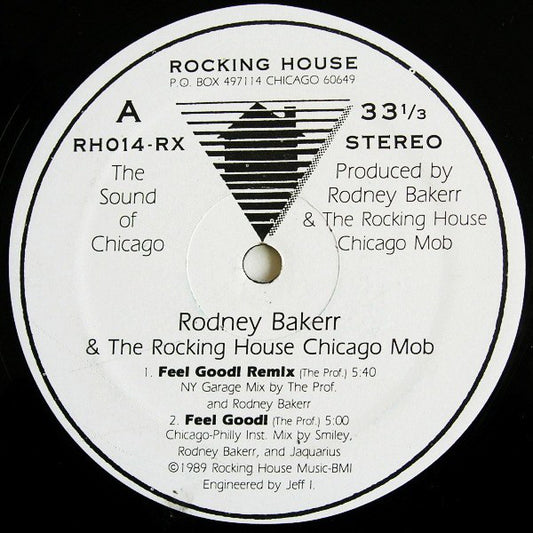 ROCKING HOUSE
P.O. BOX 497114 CHICAGO 60649
A
33 1/3
RH014-RX
STEREO
The
Sound
of
Chicago
Produced by
Rodney Bakerr
& The Rocking House
Chicago Mob
Rodney Bakerr
& The Rocking House Chicago Mob
1. Feel Good! Remix (The Prof.) 5:40
NY Garage Mix by The Prof.
and Rodney Bakerr
2. Feel Good! (The Prof.) 5:00
Chicago-Philly Inst. Mix by Smiley,
Rodney Bakerr, and Jaquarius
©1989 Rocking House Music-BMI
Engineered by Jeff I.